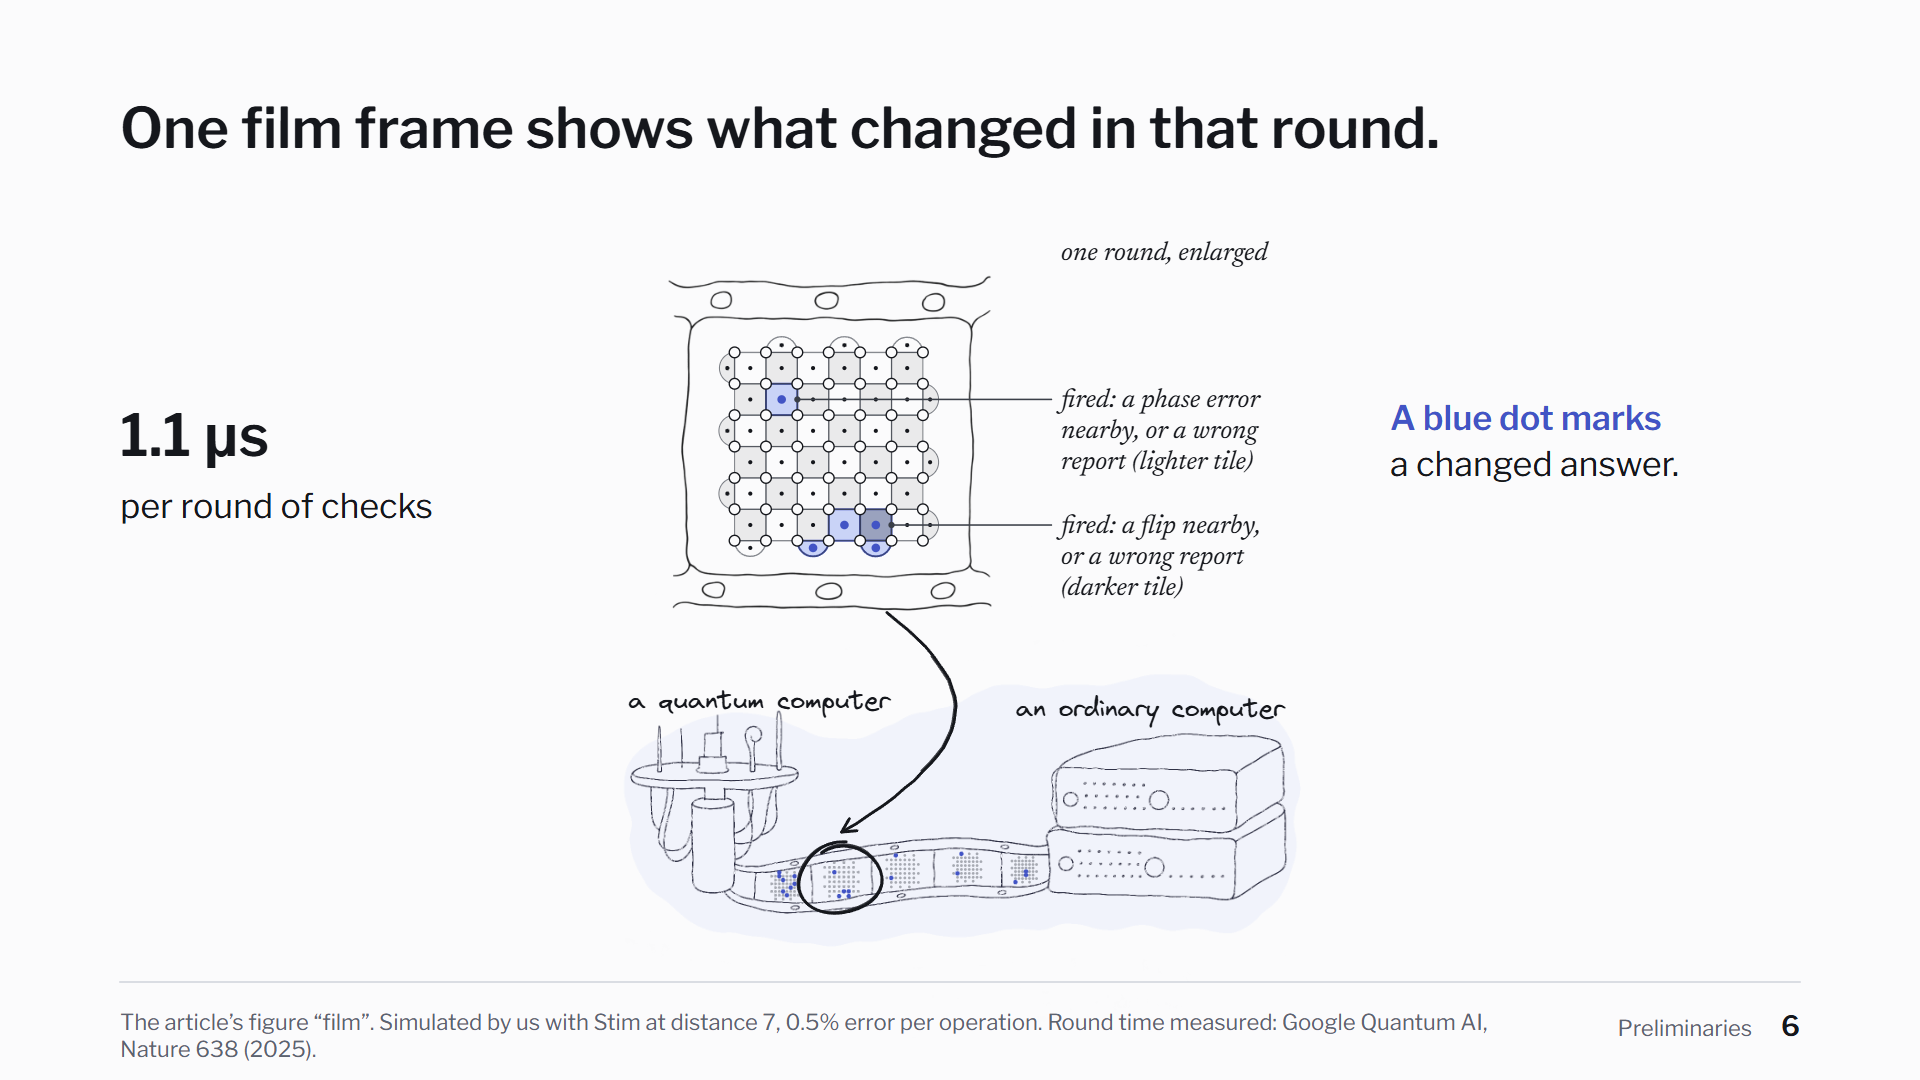 One film frame shows what changed in that round.
one round, enlarged
1.1 µs
per round of checks
fired: a phase error
nearby, or a wrong
report (lighter tile)
fired: a flip nearby,
or a wrong report
(darker tile)
A blue dot marks
a changed answer.
a quantum computer
an ordinary computer
The article’s figure “film”. Simulated by us with Stim at distance 7, 0.5% error per operation. Round time measured: Google Quantum AI,
Nature 638 (2025).
Preliminaries 6